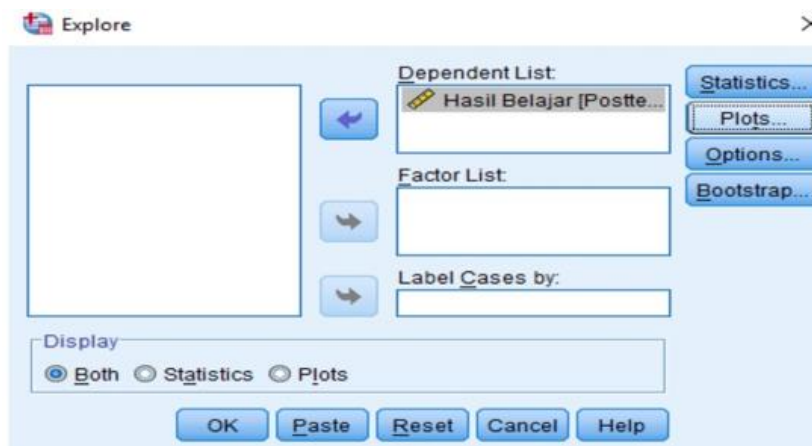 Explore
Dependent List:
Hasil Belajar [Postte...
Statistics...
Plots...
Options...
Bootstrap...
Factor List:
Label Cases by:
Display
Both Statistics Plots
OK Paste Reset Cancel Help